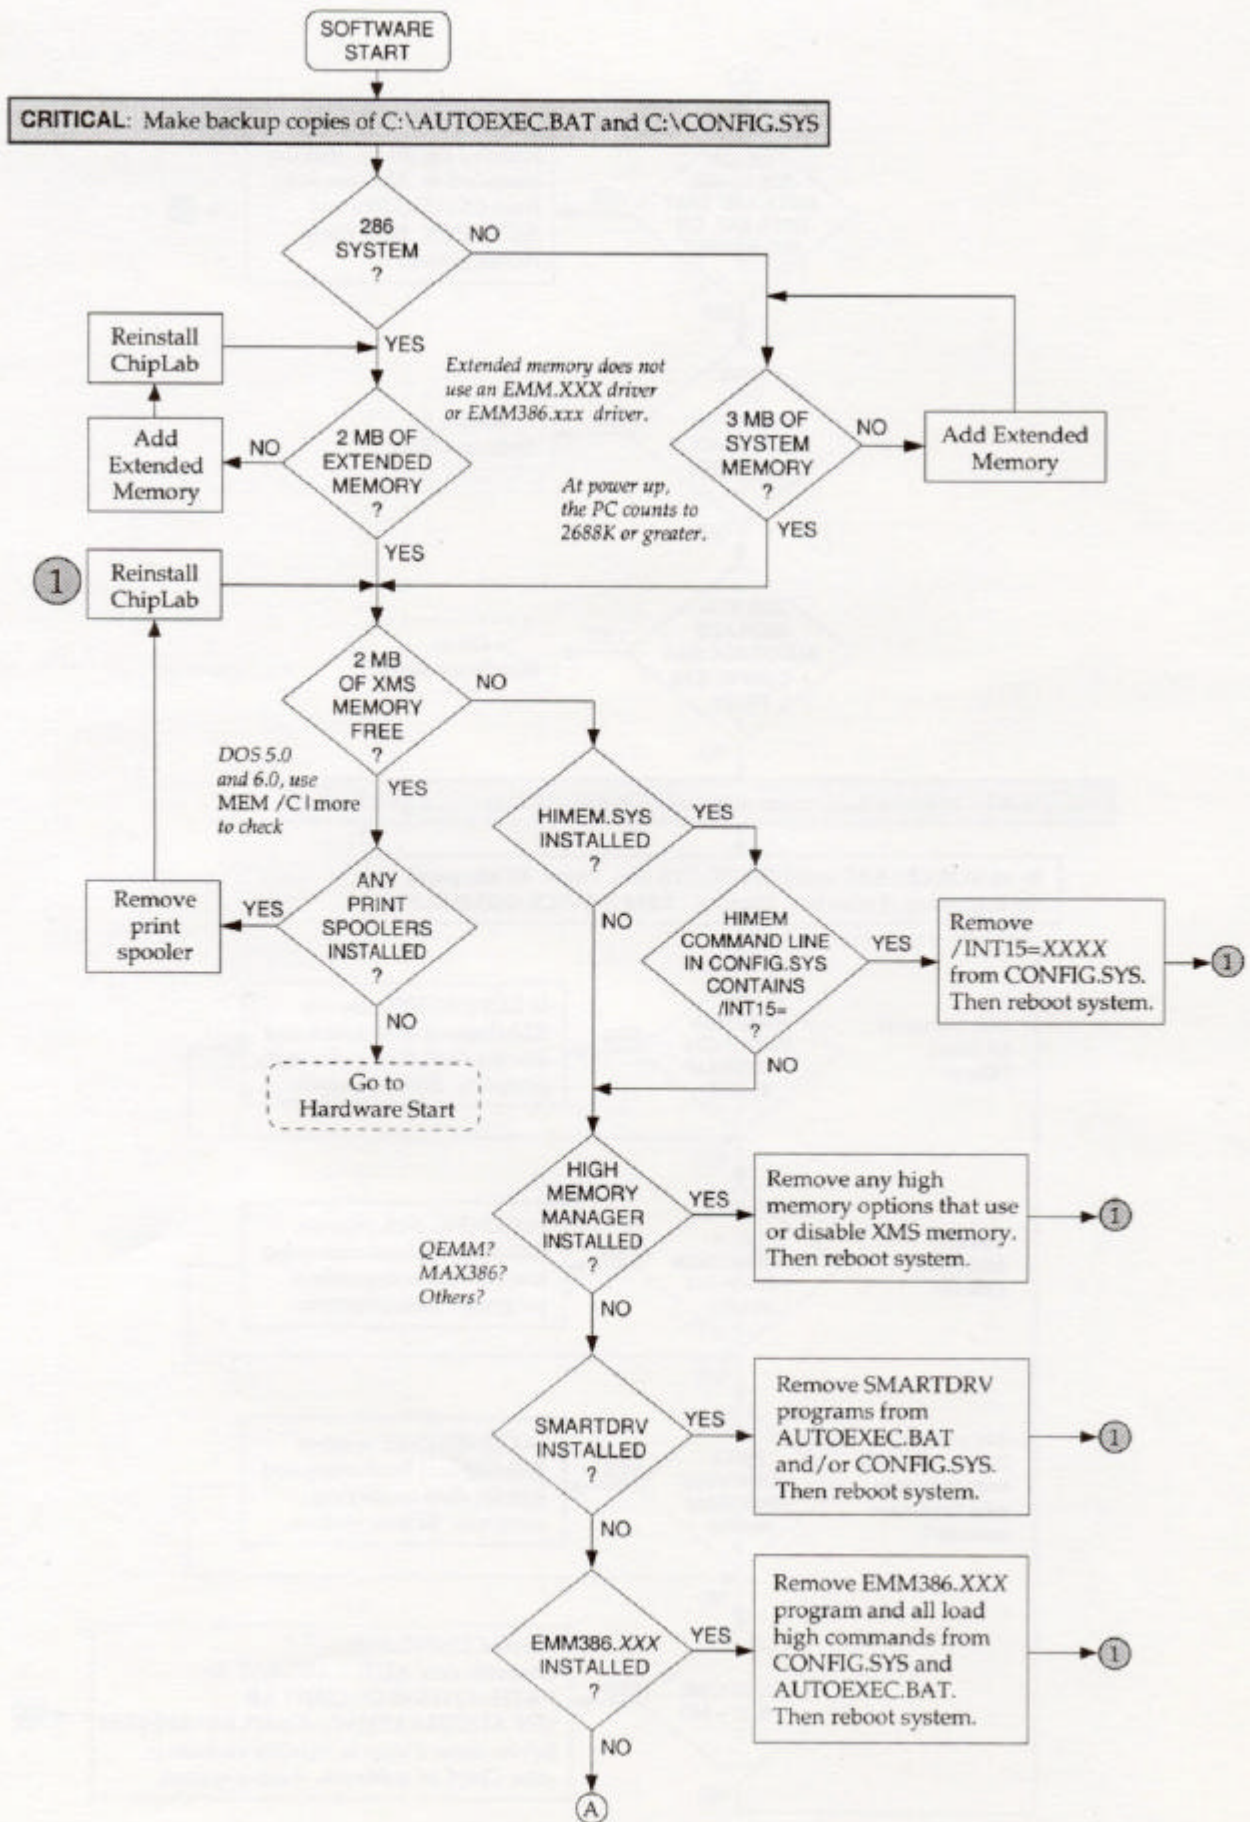 SOFTWARE
START
CRITICAL: Make backup copies of C:\AUTOEXEC.BAT and C:\CONFIG.SYS
286
SYSTEM
?
NO
YES
Reinstall
ChipLab
Extended memory does not
use an EMM.XXX driver
or EMM386.xxx driver.
2 MB OF
EXTENDED
MEMORY
?
NO
Add
Extended
Memory
3 MB OF
SYSTEM
MEMORY
?
NO
Add Extended
Memory
At power up,
the PC counts to
2688K or greater.
YES
YES
1
Reinstall
ChipLab
2 MB
OF XMS
MEMORY
FREE
?
NO
DOS 5.0
and 6.0, use
MEM /C|more
to check
YES
HIMEM.SYS
INSTALLED
?
YES
NO
ANY
PRINT
SPOOLERS
INSTALLED
?
YES
Remove
print
spooler
NO
Go to
Hardware Start
HIMEM
COMMAND LINE
IN CONFIG.SYS
CONTAINS
/INT15=
?
YES
Remove
/INT15=XXXX
from CONFIG.SYS.
Then reboot system.
1
NO
HIGH
MEMORY
MANAGER
INSTALLED
?
YES
QEMM?
MAX386?
Others?
Remove any high
memory options that use
or disable XMS memory.
Then reboot system.
1
NO
SMARTDRV
INSTALLED
?
YES
Remove SMARTDRV
programs from
AUTOEXEC.BAT
and/or CONFIG.SYS.
Then reboot system.
1
NO
EMM386.XXX
INSTALLED
?
YES
Remove EMM386.XXX
program and all load
high commands from
CONFIG.SYS and
AUTOEXEC.BAT.
Then reboot system.
1
NO
A